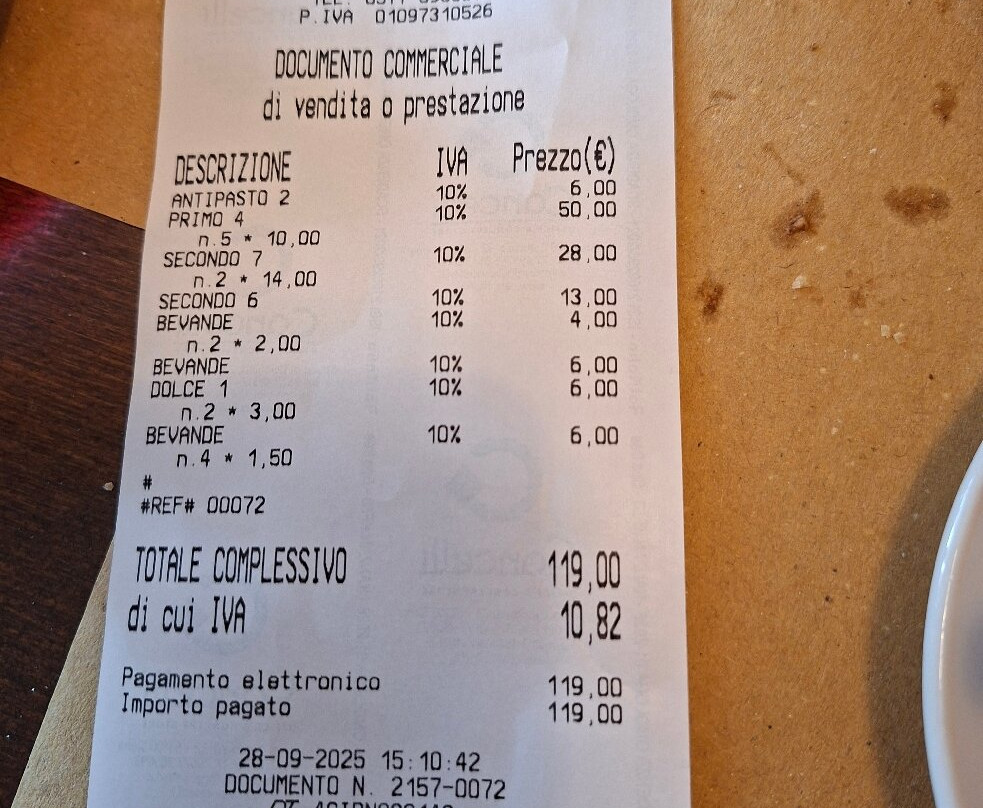 P.IVA 01097310526
DOCUMENTO COMMERCIALE
di vendita o prestazione
DESCRIZIONE IVA Prezzo(€)
ANTIPASTO 2 10% 6,00
PRIMO 4 10% 50,00
n.5 * 10,00
SECONDO 7 10% 28,00
n.2 * 14,00
SECONDO 6 10% 13,00
BEVANDE 10% 4,00
n.2 * 2,00
BEVANDE 10% 6,00
DOLCE 1 10% 6,00
n.2 * 3,00
BEVANDE 10% 6,00
n.4 * 1,50
#
#REF# 00072
TOTALE COMPLESSIVO 119,00
di cui IVA 10,82
Pagamento elettronico 119,00
Importo pagato 119,00
28-09-2025 15:10:42
DOCUMENTO N. 2157-0072